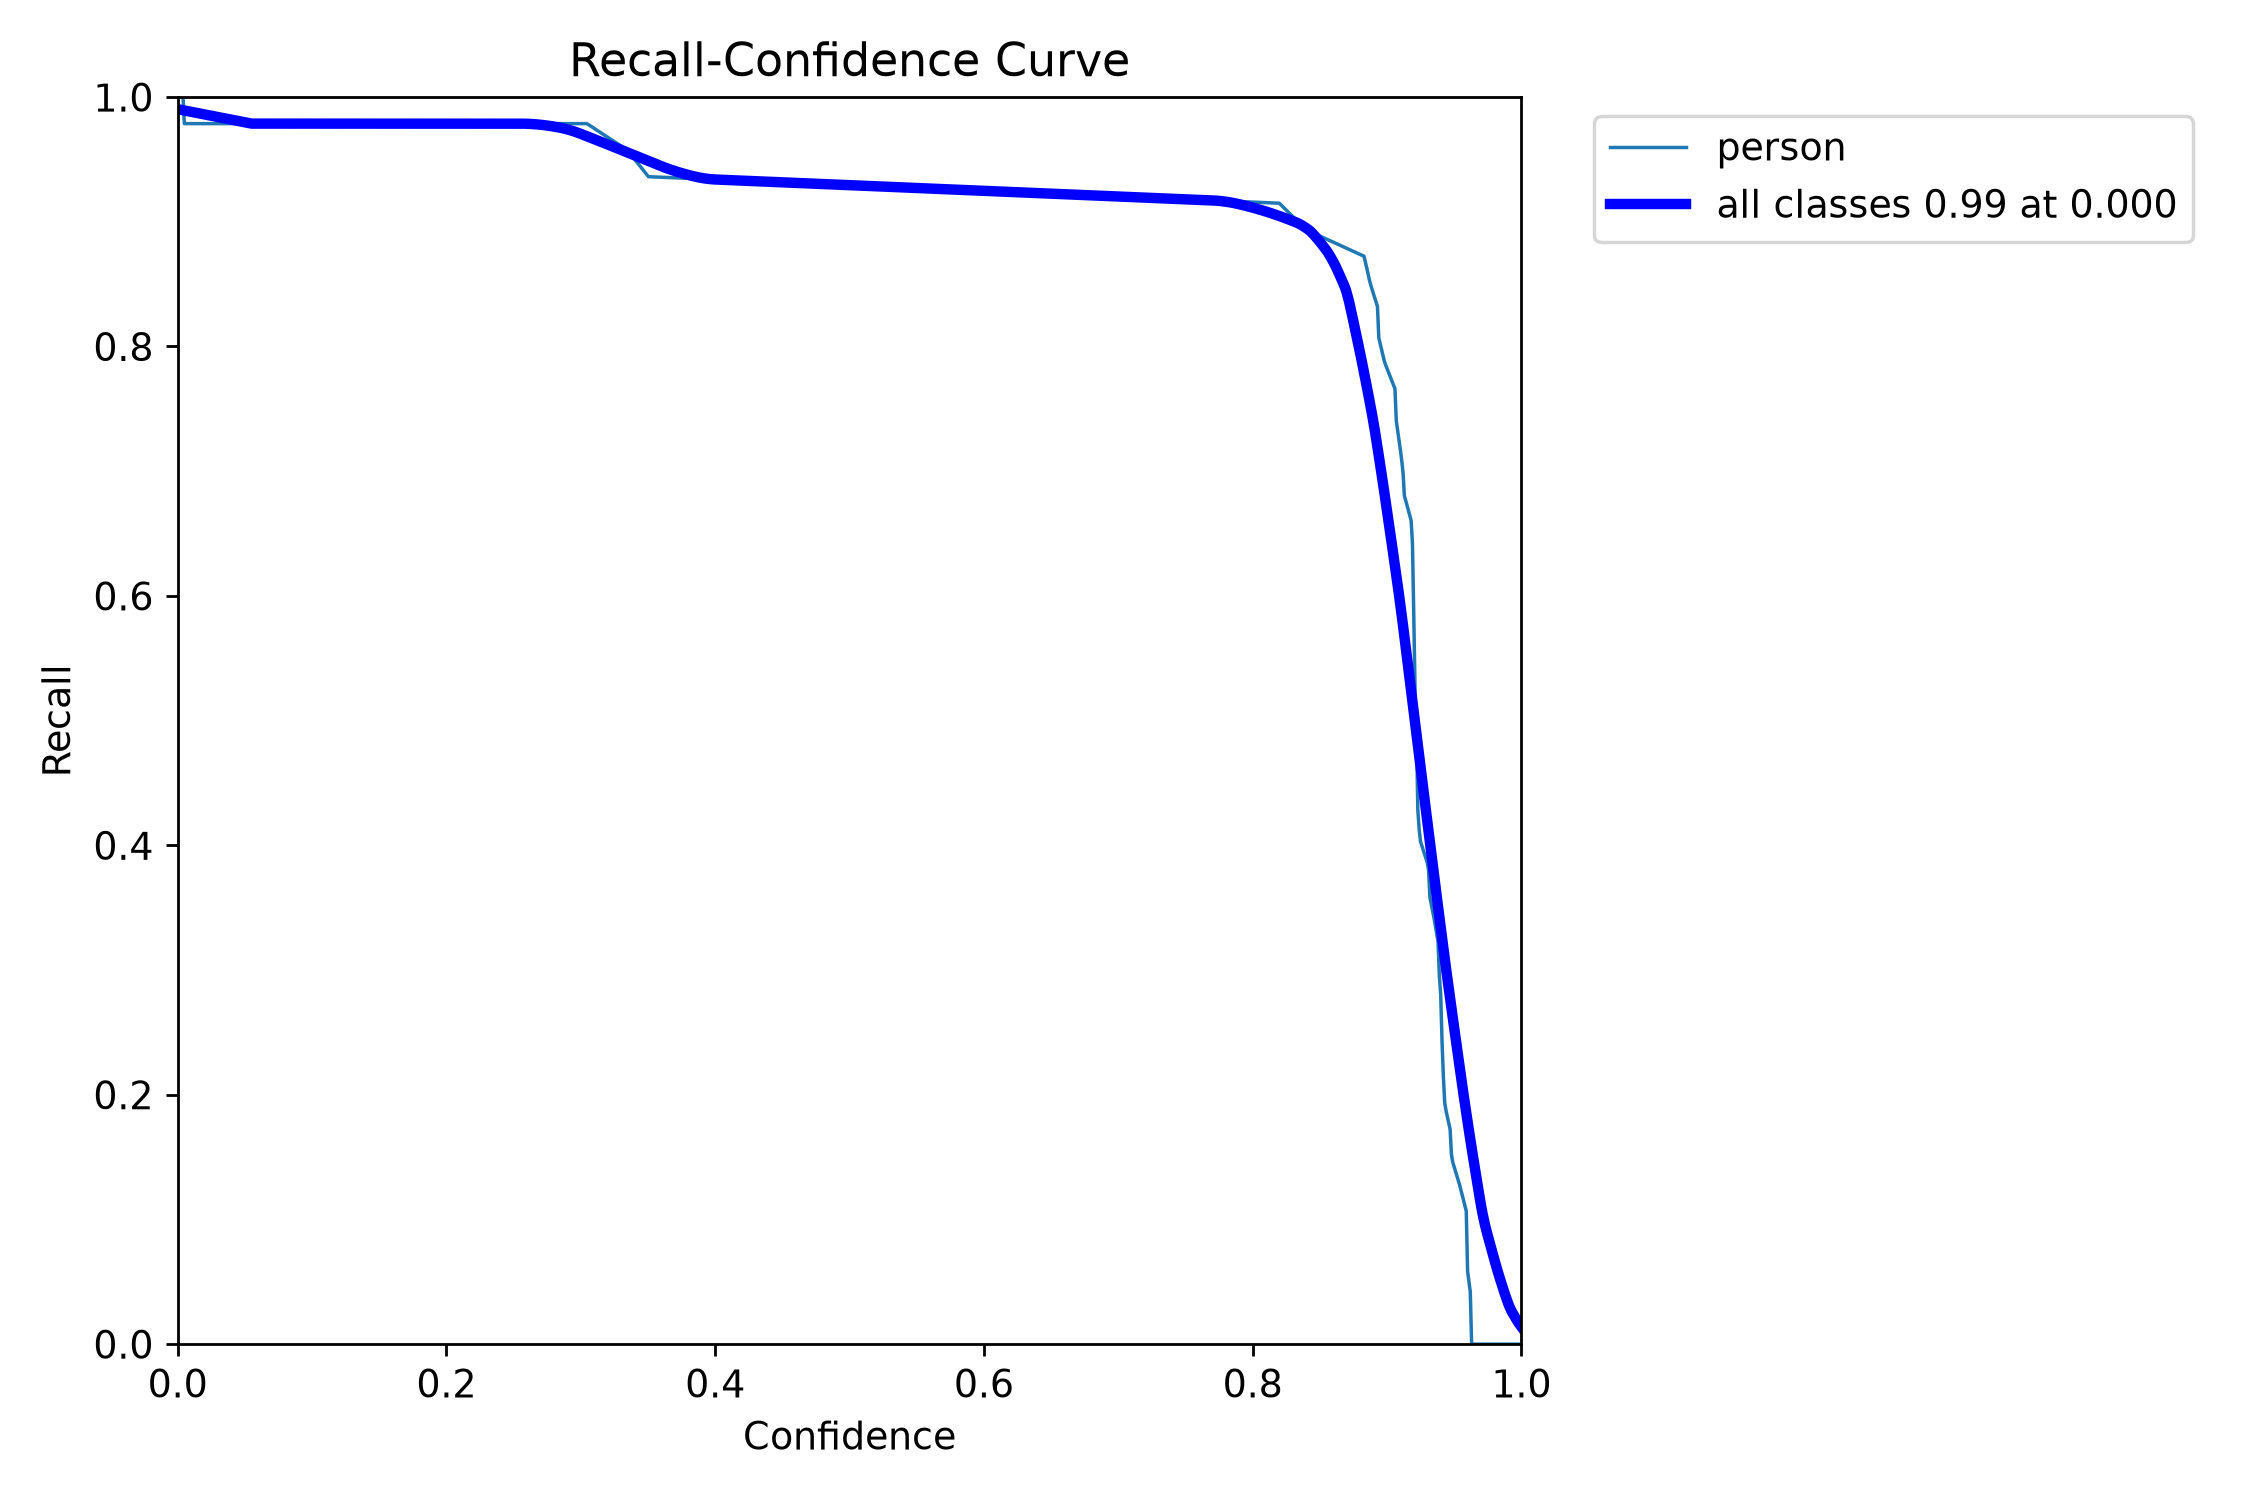 Recall-Confidence Curve
1.0
0.8
0.6
0.4
0.2
0.0
Recall
0.0 0.2 0.4 0.6 0.8 1.0
Confidence
person
all classes 0.99 at 0.000